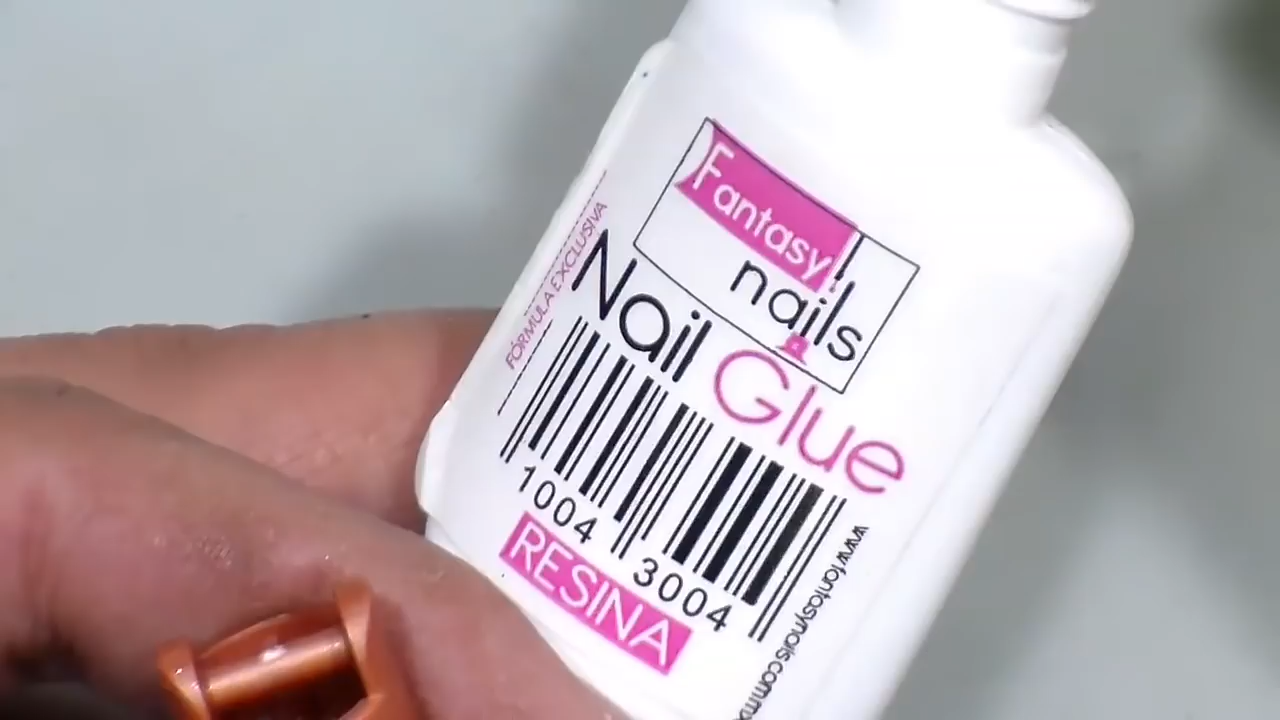 Fantasy
nails
Nail Glue
FÓRMULA EXCLUSIVA
1004 3004
RESINA
www.fantasynails.com.mx